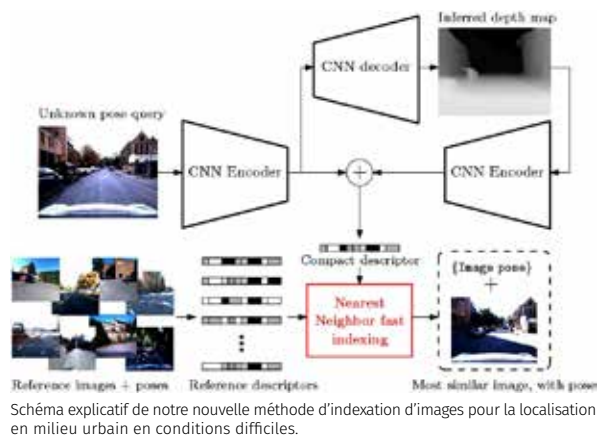 Inferred depth map
CNN decoder
Unknown pose query
CNN Encoder
+
CNN Encoder
Compact descriptor
{Image pose}
+
Nearest
Neighbor fast
indexing
Reference images + poses
Reference descriptors
Most similar image, with pose
Schéma explicatif de notre nouvelle méthode d'indexation d'images pour la localisation
en milieu urbain en conditions difficiles.